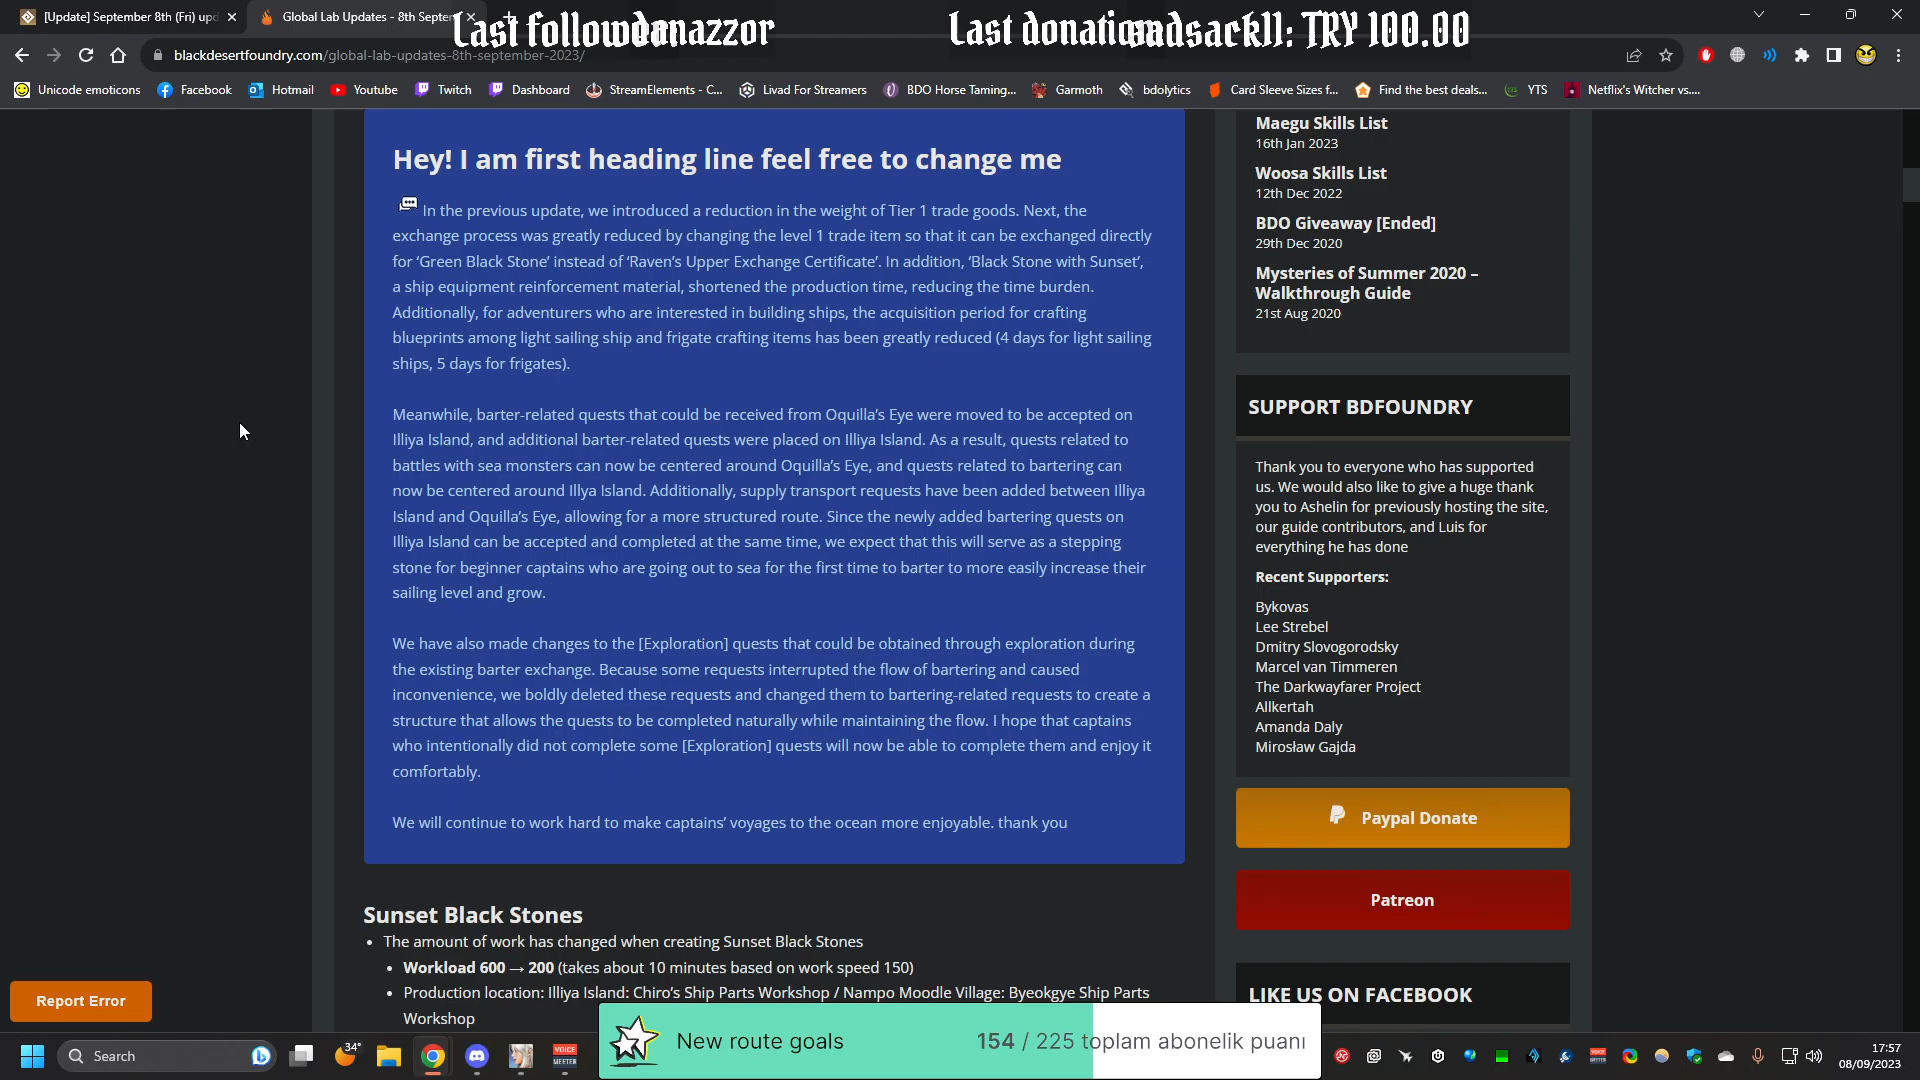 [Update] September 8th (Fri) upd
Global Lab Updates - 8th Septem
Last follower:
danazzor
Last donation:
sadsackll: TRY 100.00
blackdesertfoundry.com/global-lab-updates-8th-september-2023/
Unicode emoticons
Facebook
Hotmail
Youtube
Twitch
Dashboard
StreamElements - C...
Livad For Streamers
BDO Horse Taming...
Garmoth
bdolytics
Card Sleeve Sizes f...
Find the best deals...
YTS
Netflix's Witcher vs....
Hey! I am first heading line feel free to change me
In the previous update, we introduced a reduction in the weight of Tier 1 trade goods. Next, the
exchange process was greatly reduced by changing the level 1 trade item so that it can be exchanged directly
for ‘Green Black Stone’ instead of ‘Raven’s Upper Exchange Certificate’. In addition, ‘Black Stone with Sunset’,
a ship equipment reinforcement material, shortened the production time, reducing the time burden.
Additionally, for adventurers who are interested in building ships, the acquisition period for crafting
blueprints among light sailing ship and frigate crafting items has been greatly reduced (4 days for light sailing
ships, 5 days for frigates).
Meanwhile, barter-related quests that could be received from Oquilla’s Eye were moved to be accepted on
Illiya Island, and additional barter-related quests were placed on Illiya Island. As a result, quests related to
battles with sea monsters can now be centered around Oquilla’s Eye, and quests related to bartering can
now be centered around Illya Island. Additionally, supply transport requests have been added between Illiya
Island and Oquilla’s Eye, allowing for a more structured route. Since the newly added bartering quests on
Illiya Island can be accepted and completed at the same time, we expect that this will serve as a stepping
stone for beginner captains who are going out to sea for the first time to barter to more easily increase their
sailing level and grow.
We have also made changes to the [Exploration] quests that could be obtained through exploration during
the existing barter exchange. Because some requests interrupted the flow of bartering and caused
inconvenience, we boldly deleted these requests and changed them to bartering-related requests to create a
structure that allows the quests to be completed naturally while maintaining the flow. I hope that captains
who intentionally did not complete some [Exploration] quests will now be able to complete them and enjoy it
comfortably.
We will continue to work hard to make captains’ voyages to the ocean more enjoyable. thank you
Sunset Black Stones
• The amount of work has changed when creating Sunset Black Stones
• Workload 600 → 200 (takes about 10 minutes based on work speed 150)
• Production location: Illiya Island: Chiro’s Ship Parts Workshop / Nampo Moodle Village: Byeokgye Ship Parts
Workshop
Maegu Skills List
16th Jan 2023
Woosa Skills List
12th Dec 2022
BDO Giveaway [Ended]
29th Dec 2020
Mysteries of Summer 2020 –
Walkthrough Guide
21st Aug 2020
SUPPORT BDFOUNDRY
Thank you to everyone who has supported
us. We would also like to give a huge thank
you to Ashelin for previously hosting the site,
our guide contributors, and Luis for
everything he has done
Recent Supporters:
Bykovas
Lee Strebel
Dmitry Slovogorodsky
Marcel van Timmeren
The Darkwayfarer Project
Allkertah
Amanda Daly
Mirosław Gajda
Paypal Donate
Patreon
LIKE US ON FACEBOOK
Report Error
New route goals
154 / 225 toplam abonelik puanı
Search
34°
VOICE
MEETER
17:57
08/09/2023